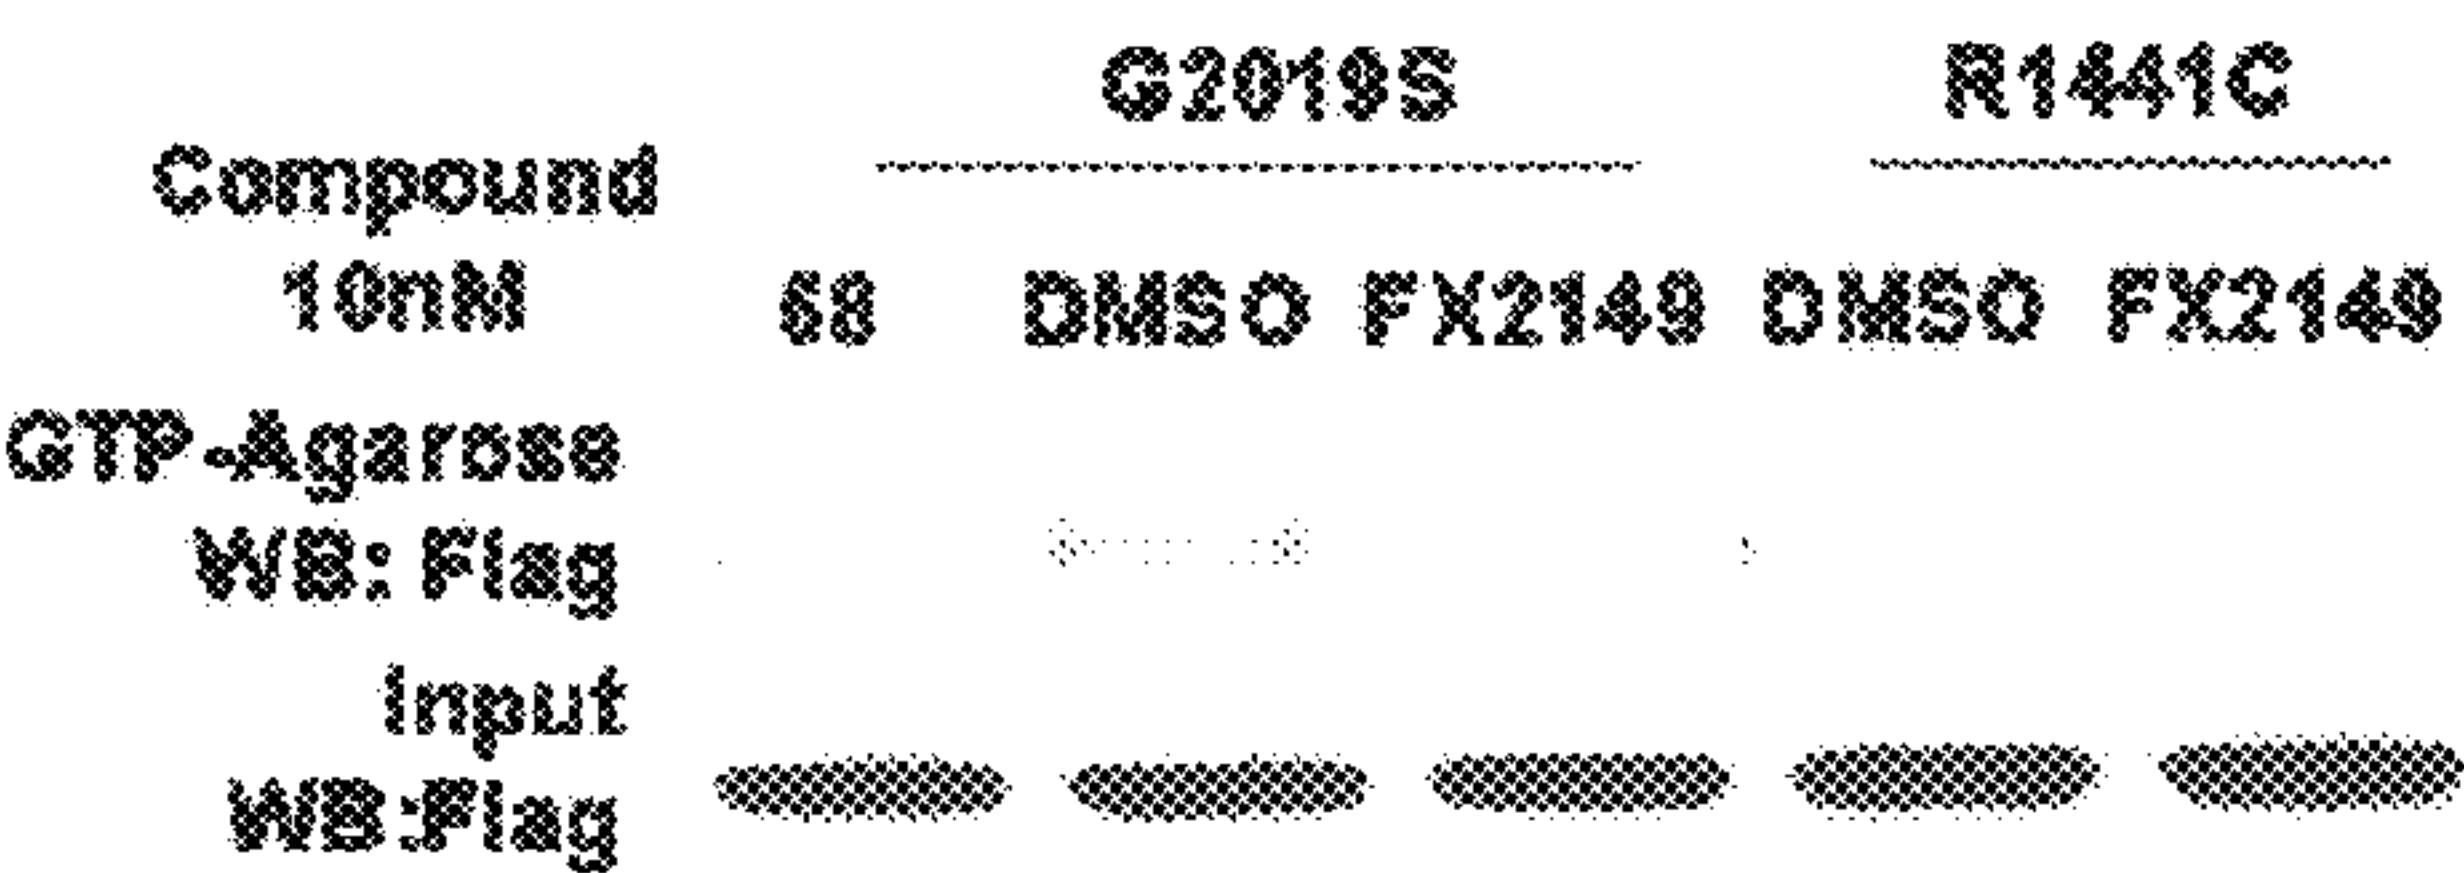 G2019S R1441C
Compound
10nM 68 DMSO FX2149 DMSO FX2149
GTP-Agarose
WB: Flag
Input
WB:Flag